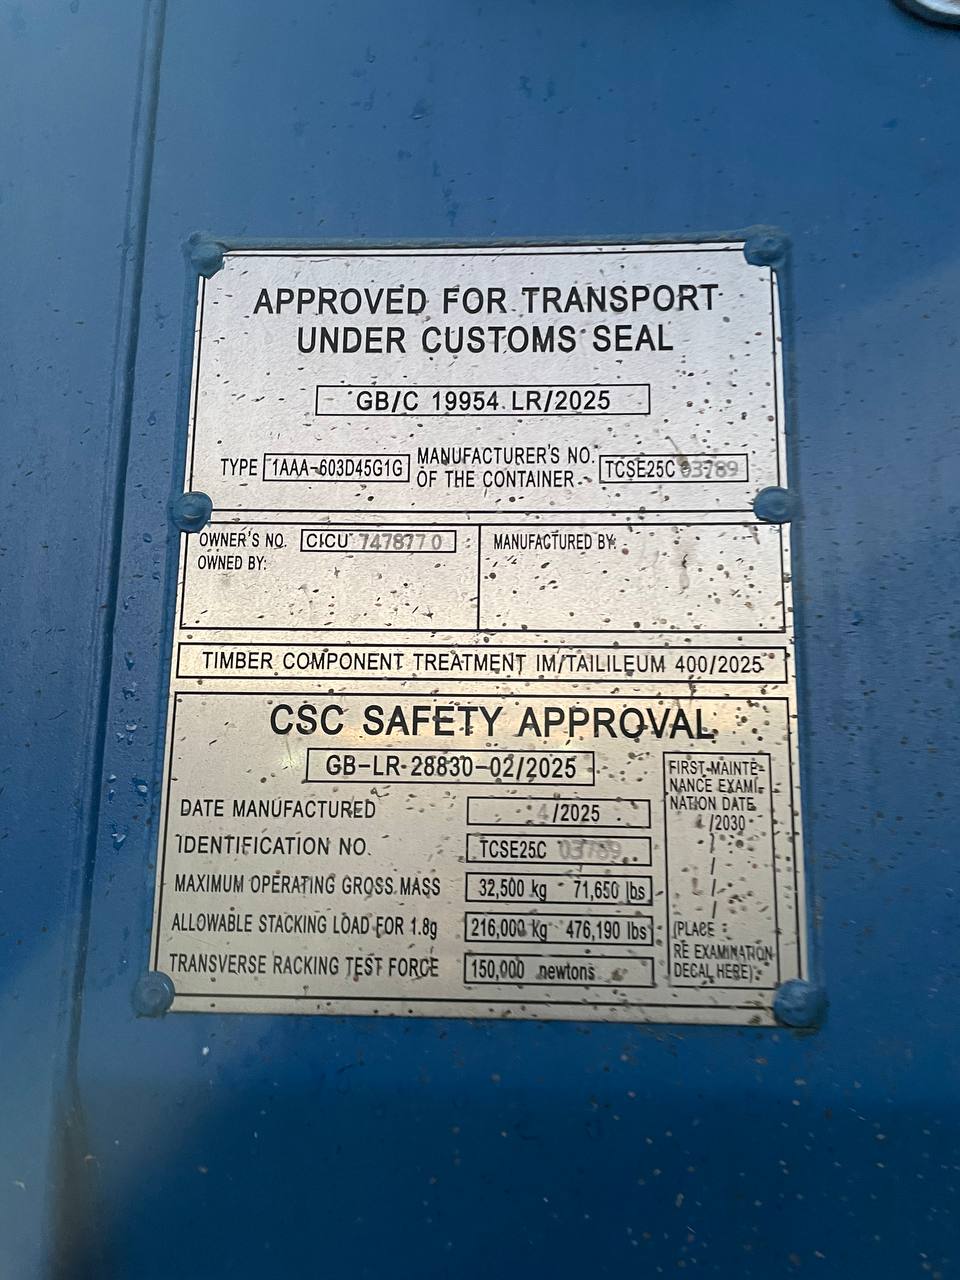 APPROVED FOR TRANSPORT
UNDER CUSTOMS SEAL
GB/C 19954 LR/2025
TYPE 1AAA-603D45G1G MANUFACTURER'S NO. OF THE CONTAINER TCSE25C 03789
OWNER'S NO. CICU 747877 0
OWNED BY:
MANUFACTURED BY:
TIMBER COMPONENT TREATMENT IM/TAILILEUM 400/2025
CSC SAFETY APPROVAL
GB-LR-28830-02/2025
DATE MANUFACTURED 4/2025
IDENTIFICATION NO. TCSE25C 03789
MAXIMUM OPERATING GROSS MASS 32,500 kg 71,650 lbs
ALLOWABLE STACKING LOAD FOR 1.8g 216,000 kg 476,190 lbs
TRANSVERSE RACKING TEST FORCE 150,000 newtons
FIRST-MAINTE-
NANCE EXAMI-
NATION DATE
/2030
/
/
/
/
(PLACE
RE EXAMINATION
DECAL HERE)